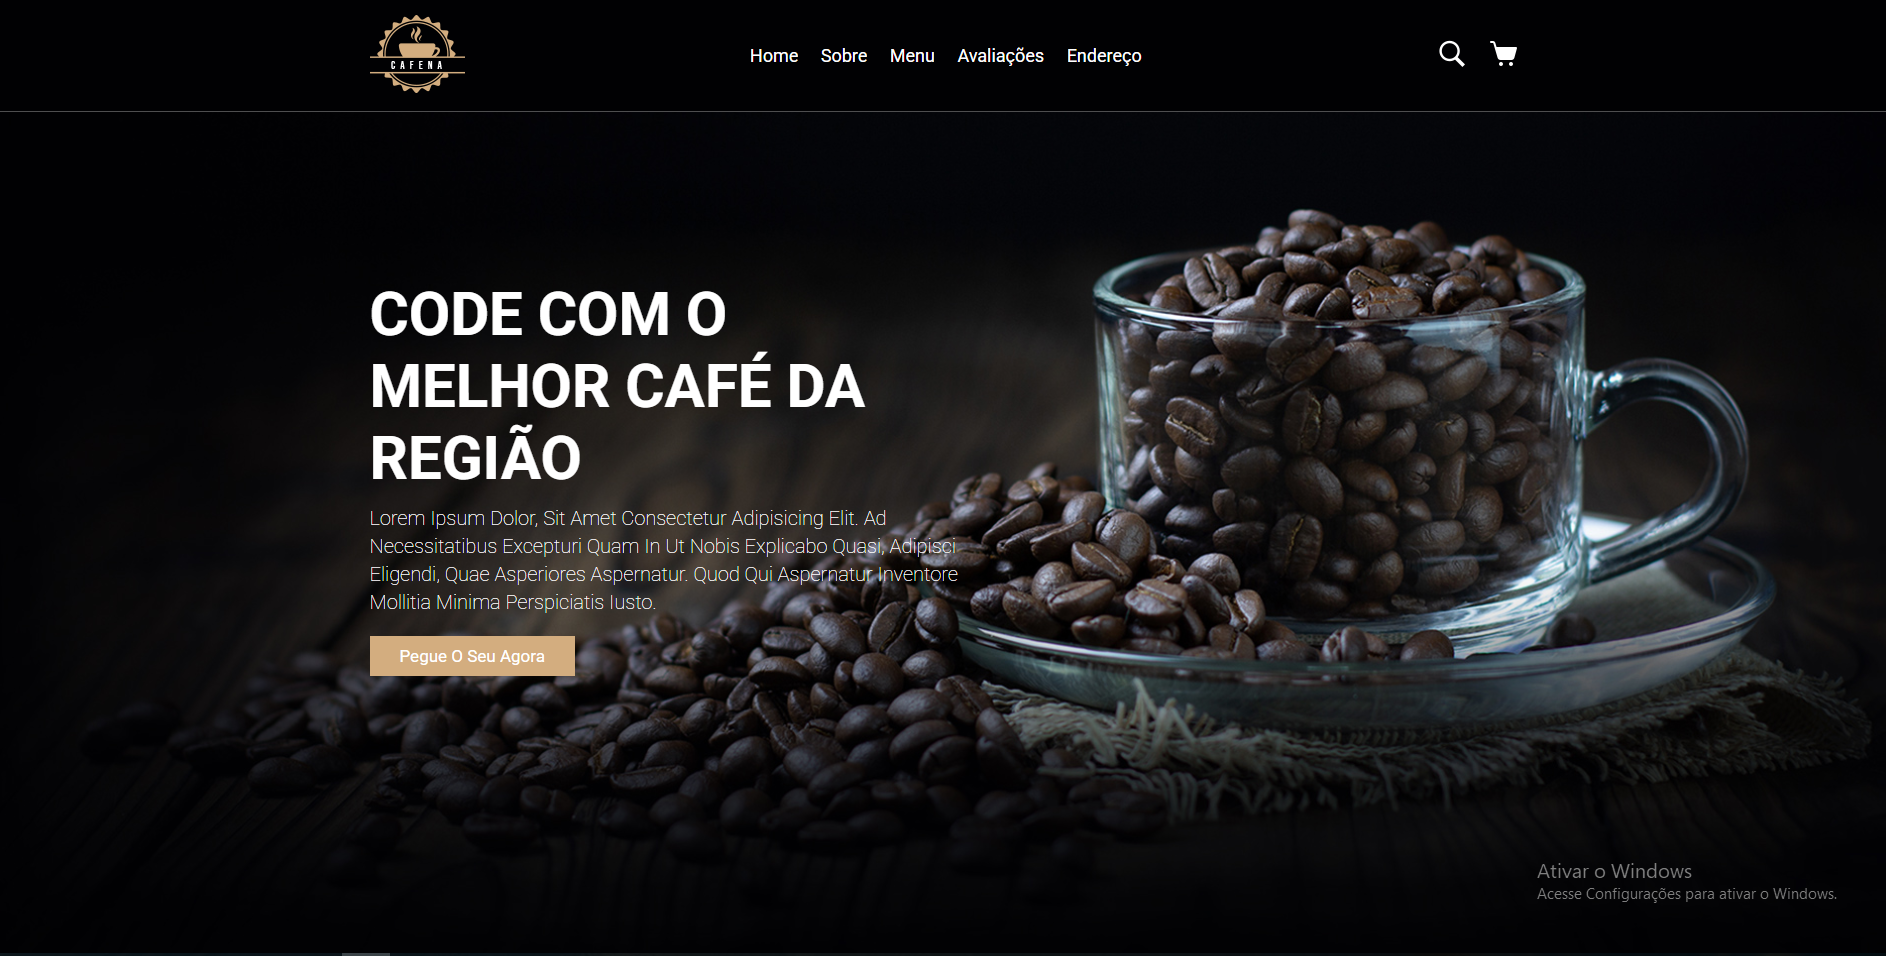 CAFENA
Home Sobre Menu Avaliações Endereço
CODE COM O
MELHOR CAFÉ DA
REGIÃO
Lorem Ipsum Dolor, Sit Amet Consectetur Adipisicing Elit. Ad
Necessitatibus Excepturi Quam In Ut Nobis Explicabo Quasi, Adipisci
Eligendi, Quae Asperiores Aspernatur. Quod Qui Aspernatur Inventore
Mollitia Minima Perspiciatis Iusto.
Pegue O Seu Agora
Ativar o Windows
Acesse Configurações para ativar o Windows.